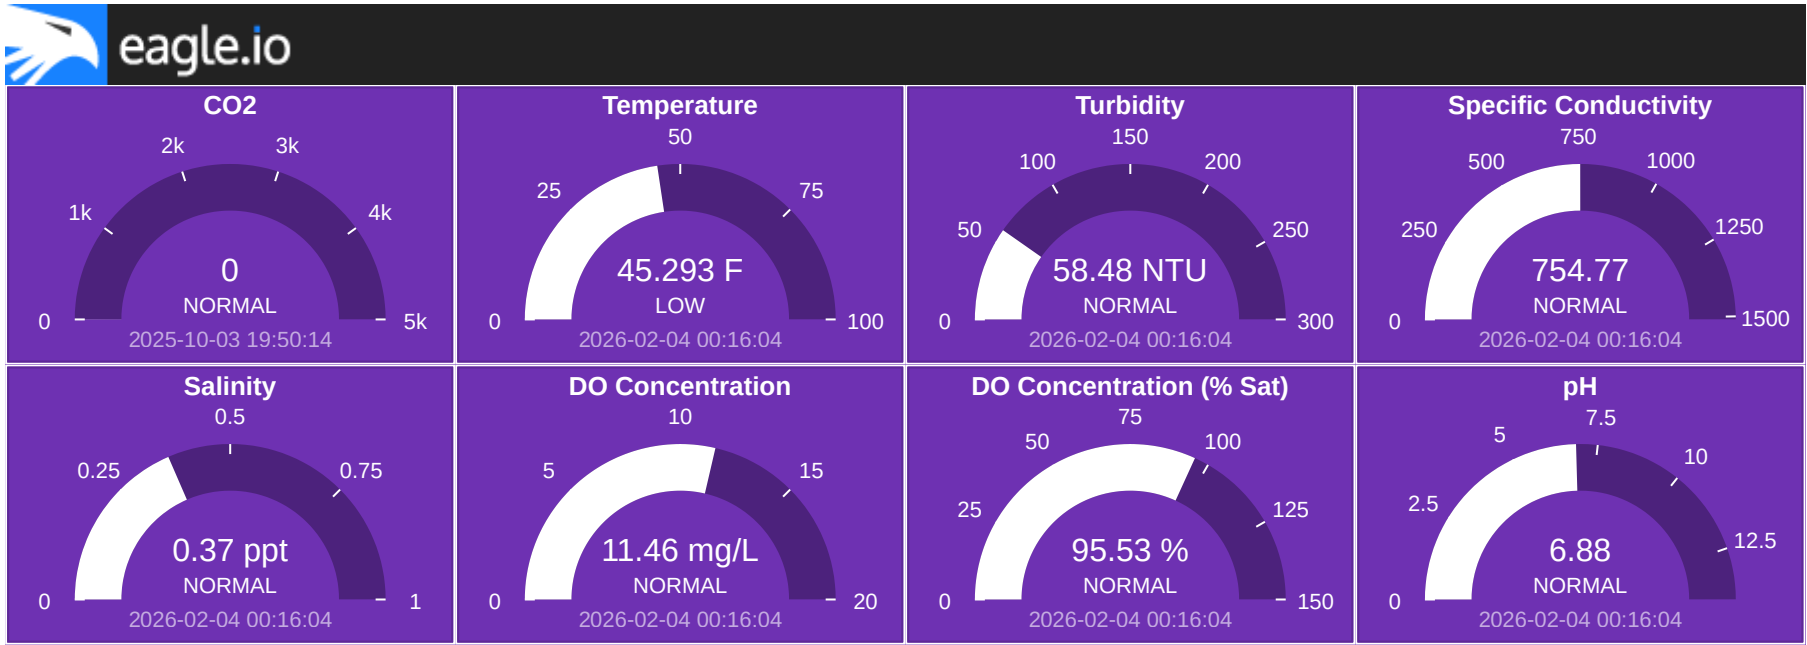 eagle.io
CO2
0
1k
2k
3k
4k
5k
0
NORMAL
2025-10-03 19:50:14
Temperature
0
25
50
75
100
45.293 F
LOW
2026-02-04 00:16:04
Turbidity
0
50
100
150
200
250
300
58.48 NTU
NORMAL
2026-02-04 00:16:04
Specific Conductivity
0
250
500
750
1000
1250
1500
754.77
NORMAL
2026-02-04 00:16:04
Salinity
0
0.25
0.5
0.75
1
0.37 ppt
NORMAL
2026-02-04 00:16:04
DO Concentration
0
5
10
15
20
11.46 mg/L
NORMAL
2026-02-04 00:16:04
DO Concentration (% Sat)
0
25
50
75
100
125
150
95.53 %
NORMAL
2026-02-04 00:16:04
pH
0
2.5
5
7.5
10
12.5
6.88
NORMAL
2026-02-04 00:16:04